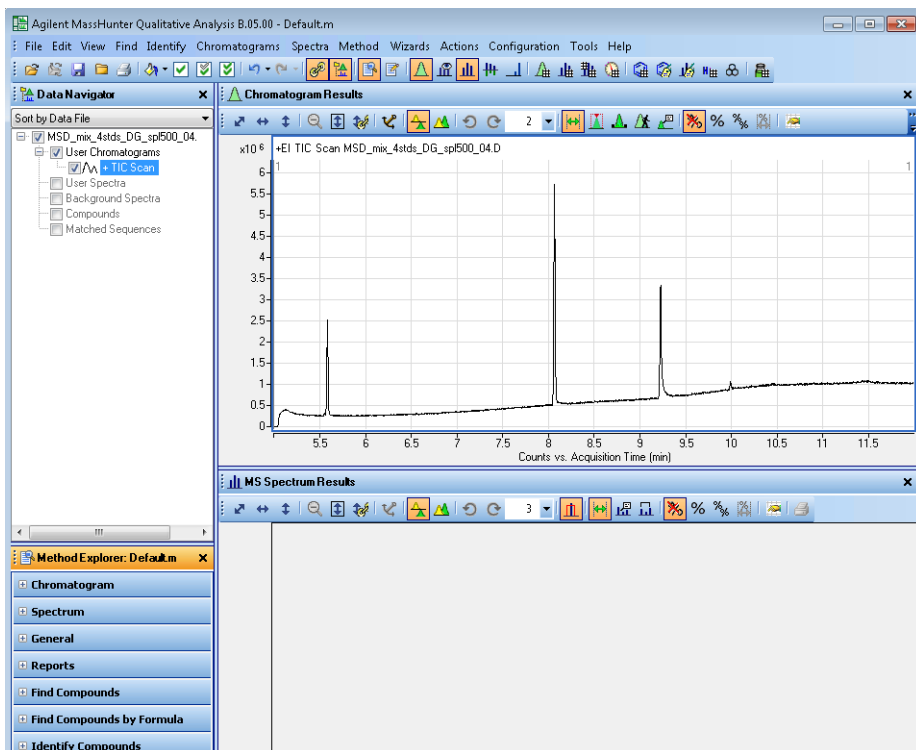 Agilent MassHunter Qualitative Analysis B.05.00 - Default.m
File Edit View Find Identify Chromatograms Spectra Method Wizards Actions Configuration Tools Help
Data Navigator
Sort by Data File
MSD_mix_4stds_DG_spl500_04.
User Chromatograms
+ TIC Scan
User Spectra
Background Spectra
Compounds
Matched Sequences
Chromatogram Results
2
x10 6
+EI TIC Scan MSD_mix_4stds_DG_spl500_04.D
1 1
6
5.5
5
4.5
4
3.5
3
2.5
2
1.5
1
0.5
0
5.5 6 6.5 7 7.5 8 8.5 9 9.5 10 10.5 11 11.5
Counts vs. Acquisition Time (min)
MS Spectrum Results
3
Method Explorer: Default.m
Chromatogram
Spectrum
General
Reports
Find Compounds
Find Compounds by Formula
Identify Compounds